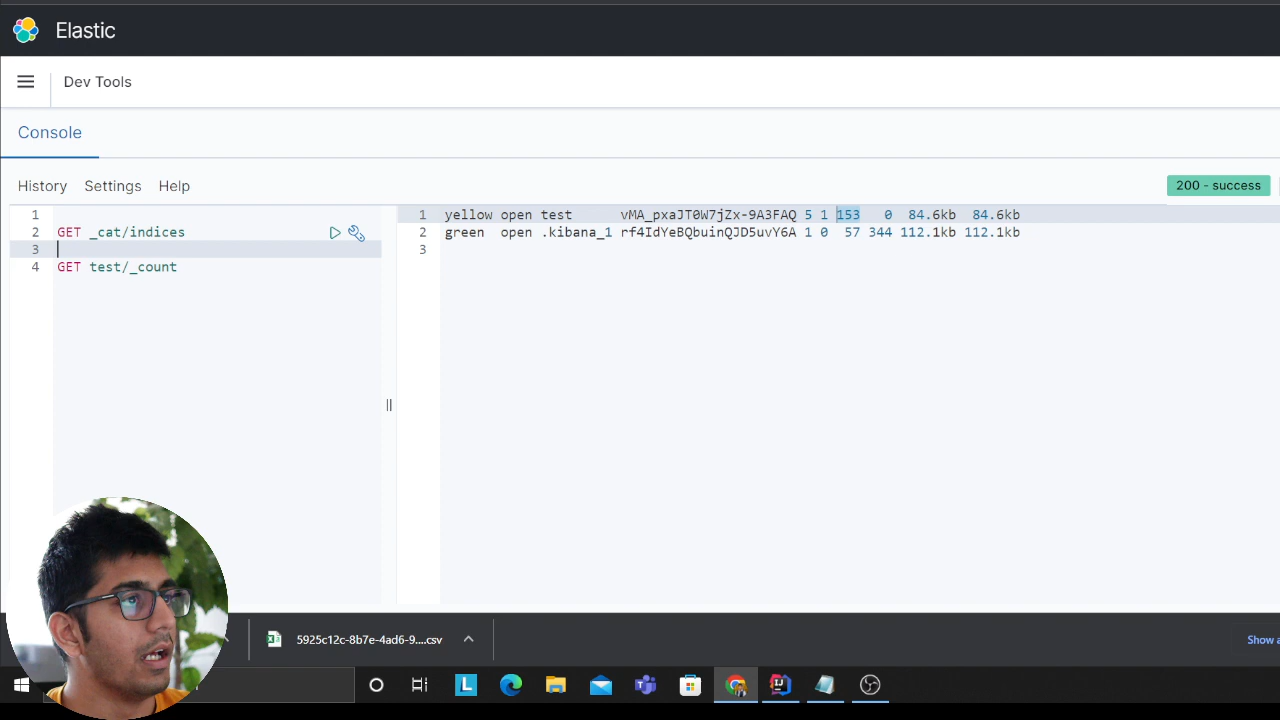 Elastic
Dev Tools
Console
History Settings Help
200 - success
1
2 GET _cat/indices
3
4 GET test/_count
1 yellow open test vMA_pxaJT0W7jZx-9A3FAQ 5 1 153 0 84.6kb 84.6kb
2 green open .kibana_1 rf4IdYeBQbuinQJD5uvY6A 1 0 57 344 112.1kb 112.1kb
3
5925c12c-8b7e-4ad6-9....csv
Show a